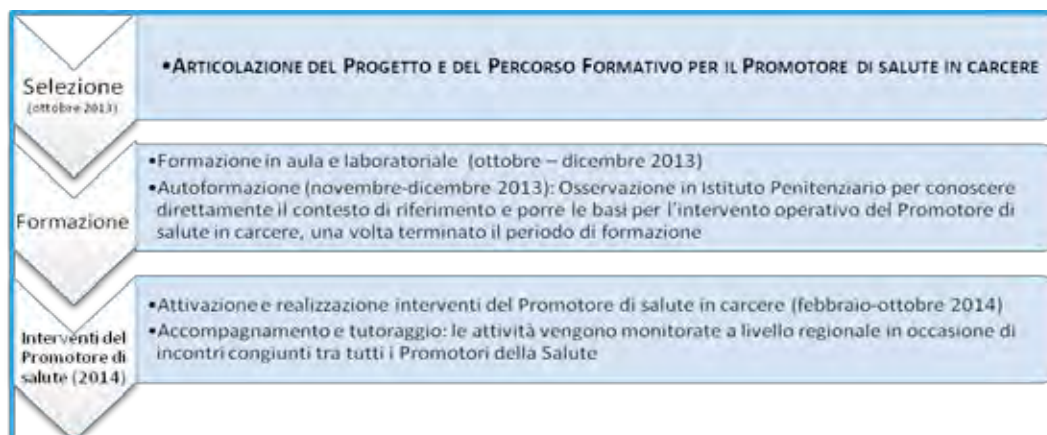 Selezione
(ottobre 2013)
•ARTICOLAZIONE DEL PROGETTO E DEL PERCORSO FORMATIVO PER IL PROMOTORE DI SALUTE IN CARCERE
Formazione
•Formazione in aula e laboratoriale (ottobre – dicembre 2013)
•Autoformazione (novembre-dicembre 2013): Osservazione in Istituto Penitenziario per conoscere
direttamente il contesto di riferimento e porre le basi per l'intervento operativo del Promotore di
salute in carcere, una volta terminato il periodo di formazione
Interventi del
Promotore di
salute (2014)
•Attivazione e realizzazione interventi del Promotore di salute in carcere (febbraio-ottobre 2014)
•Accompagnamento e tutoraggio: le attività vengono monitorate a livello regionale in occasione di
incontri congiunti tra tutti i Promotori della Salute